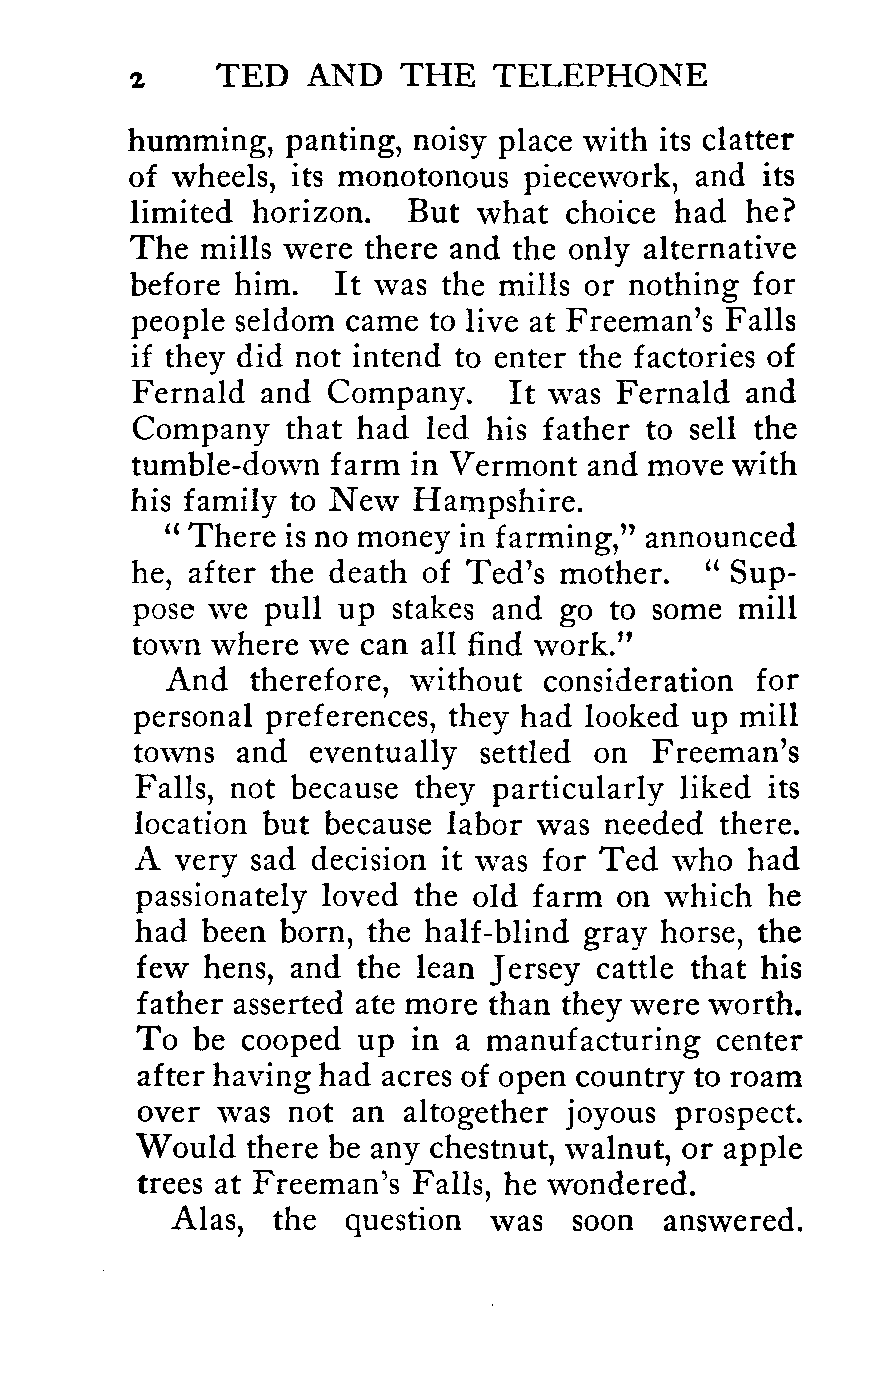 2 TED AND THE TELEPHONE
humming, panting, noisy place with its clatter
of wheels, its monotonous piecework, and its
limited horizon. But what choice had he?
The mills were there and the only alternative
before him. It was the mills or nothing for
people seldom came to live at Freeman's Falls
if they did not intend to enter the factories of
Fernald and Company. It was Fernald and
Company that had led his father to sell the
tumble-down farm in Vermont and move with
his family to New Hampshire.
" There is no money in farming," announced
he, after the death of Ted's mother. " Sup-
pose we pull up stakes and go to some mill
town where we can all find work."
And therefore, without consideration for
personal preferences, they had looked up mill
towns and eventually settled on Freeman's
Falls, not because they particularly liked its
location but because labor was needed there.
A very sad decision it was for Ted who had
passionately loved the old farm on which he
had been born, the half-blind gray horse, the
few hens, and the lean Jersey cattle that his
father asserted ate more than they were worth.
To be cooped up in a manufacturing center
after having had acres of open country to roam
over was not an altogether joyous prospect.
Would there be any chestnut, walnut, or apple
trees at Freeman's Falls, he wondered.
Alas, the question was soon answered.